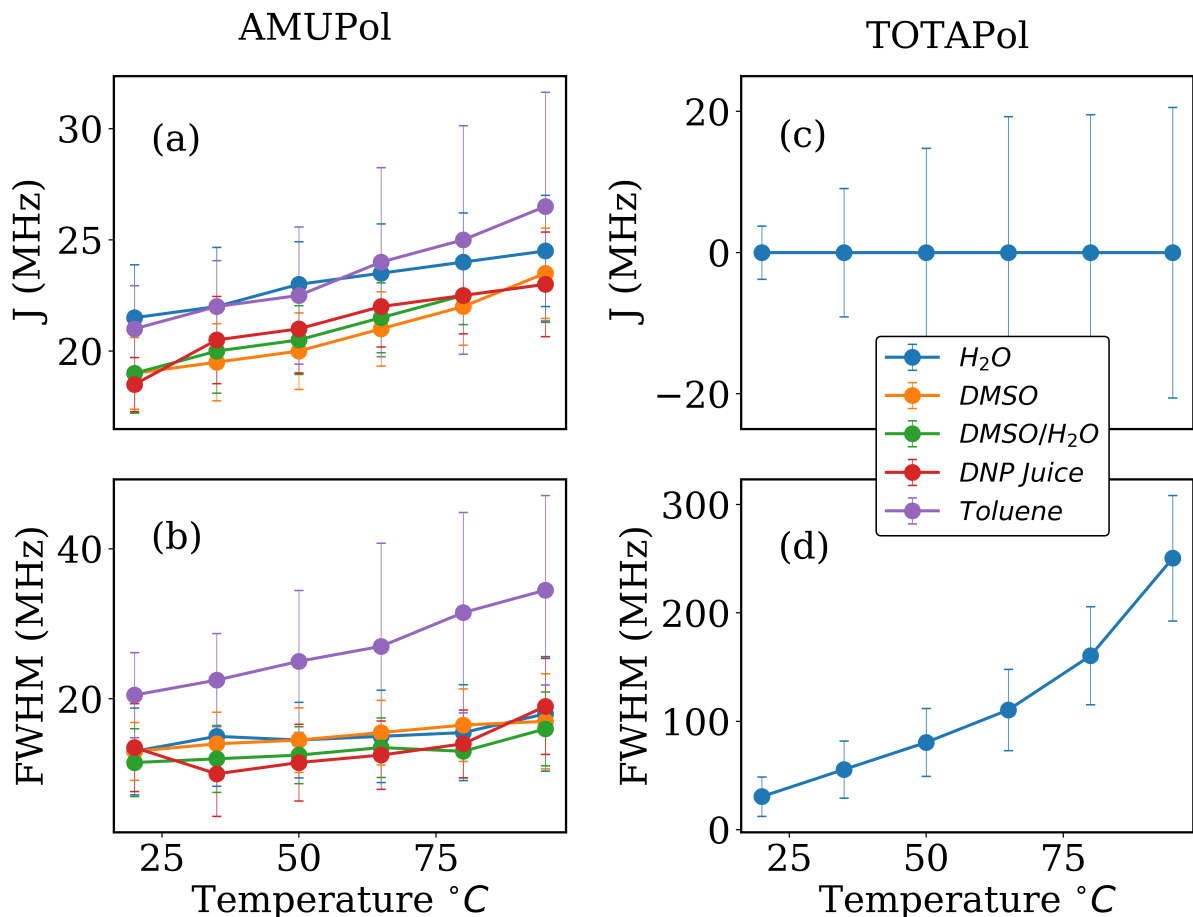 AMUPol
TOTAPol
(a)
J (MHz)
30
25
20
(c)
J (MHz)
20
0
−20
H₂O
DMSO
DMSO/H₂O
DNP Juice
Toluene
(b)
FWHM (MHz)
40
20
25 50 75
Temperature °C
(d)
FWHM (MHz)
300
200
100
0
25 50 75
Temperature °C